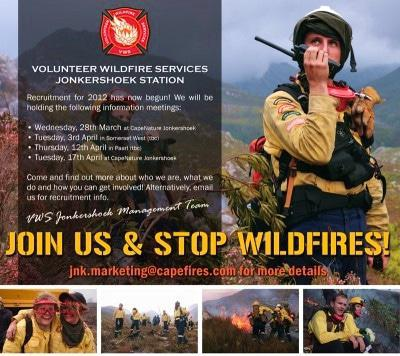 WILDFIRE
VWS
VOLUNTEER WILDFIRE SERVICES
JONKERSHOEK STATION
Recruitment for 2012 has now begun! We will be
holding the following information meetings:
• Wednesday, 28th March at CapeNature Jonkershoek
• Tuesday, 3rd April in Somerset West (tbc)
• Thursday, 12th April in Paarl (tbc)
• Tuesday, 17th April at CapeNature Jonkershoek
Come and find out more about who we are, what we
do and how you can get involved! Alternatively, email
us for recruitment info.
VWS Jonkershoek Management Team
JOIN US & STOP WILDFIRES!
jnk.marketing@capefires.com for more details